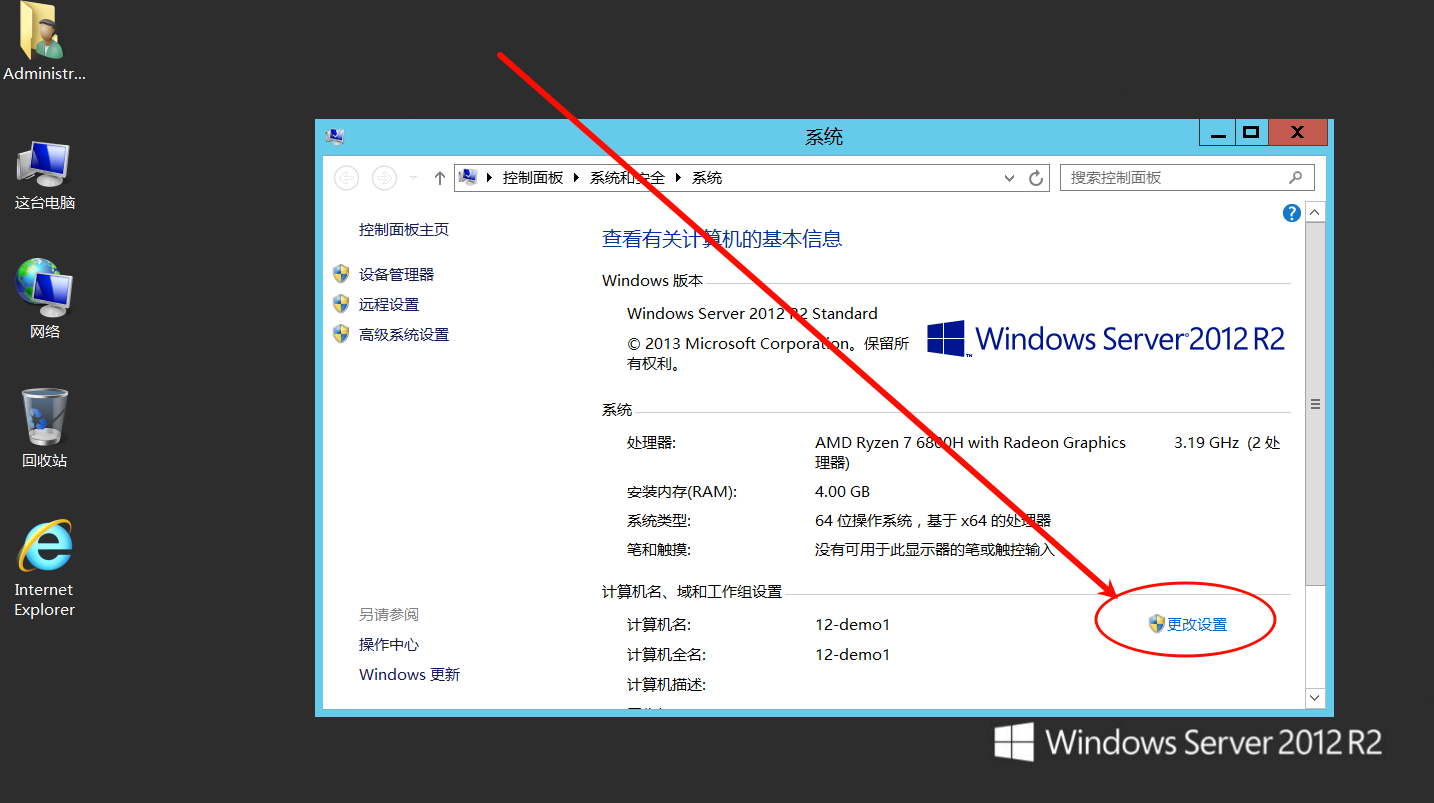 Administr...
这台电脑
网络
回收站
Internet
Explorer
系统
控制面板 系统和安全 系统
搜索控制面板
控制面板主页
设备管理器
远程设置
高级系统设置
另请参阅
操作中心
Windows 更新
?
查看有关计算机的基本信息
Windows 版本
Windows Server 2012 R2 Standard
© 2013 Microsoft Corporation。保留所
有权利。
Windows Server 2012 R2
系统
处理器: AMD Ryzen 7 6800H with Radeon Graphics 3.19 GHz (2 处
理器)
安装内存(RAM): 4.00 GB
系统类型: 64 位操作系统，基于 x64 的处理器
笔和触摸: 没有可用于此显示器的笔或触控输入
计算机名、域和工作组设置
计算机名: 12-demo1 更改设置
计算机全名: 12-demo1
计算机描述:
Windows Server 2012 R2